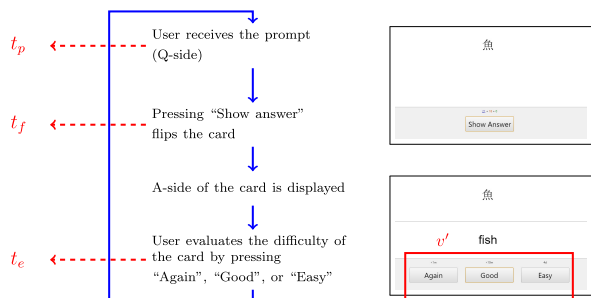 t_p
User receives the prompt
(Q-side)
t_f
Pressing “Show answer”
flips the card
A-side of the card is displayed
t_e
User evaluates the difficulty of
the card by pressing
“Again”, “Good”, or “Easy”
魚
Show Answer
魚
fish
v′
Again Good Easy